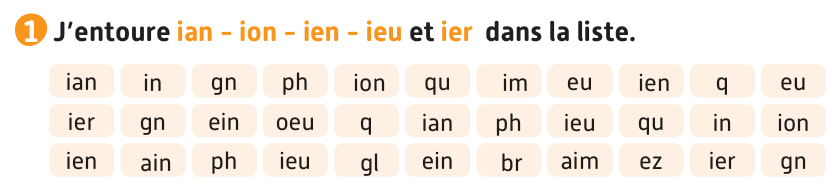 1 J'entoure ian - ion - ien - ieu et ier dans la liste.
ian in gn ph ion qu im eu ien q eu
ier gn ein oeu q ian ph ieu qu in ion
ien ain ph ieu gl ein br aim ez ier gn